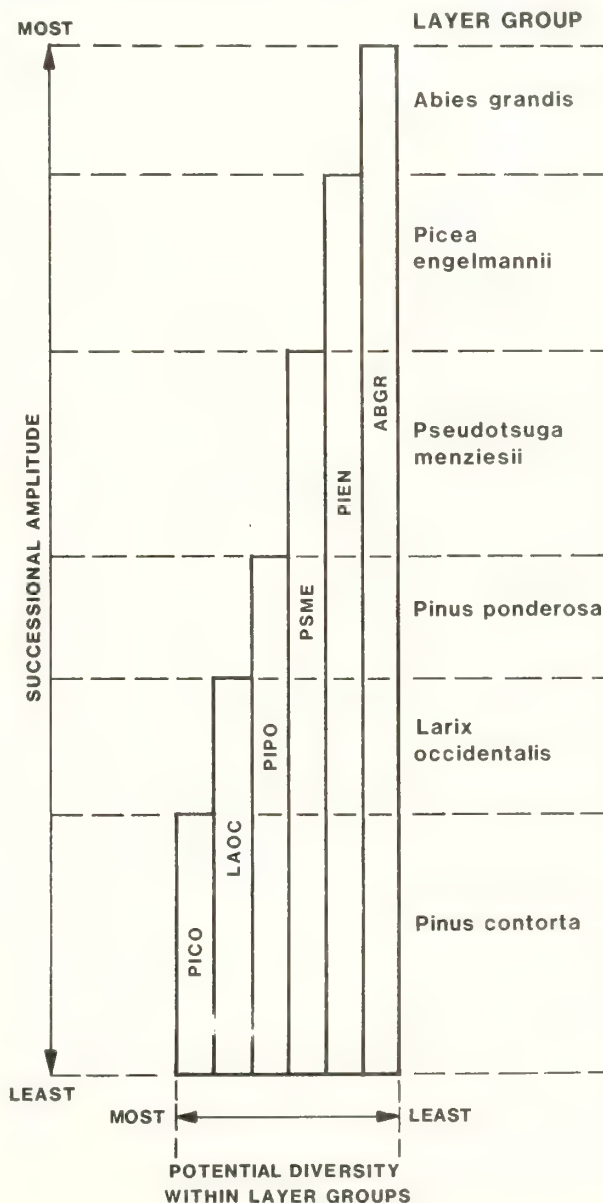 LAYER GROUP
MOST
Abies grandis
Picea
engelmannii
Pseudotsuga
menziesii
Pinus ponderosa
Larix
occidentalis
Pinus contorta
SUCCESSIONAL AMPLITUDE
PICO
LAOC
PIPO
PSME
PIEN
ABGR
LEAST
MOST
LEAST
POTENTIAL DIVERSITY
WITHIN LAYER GROUPS